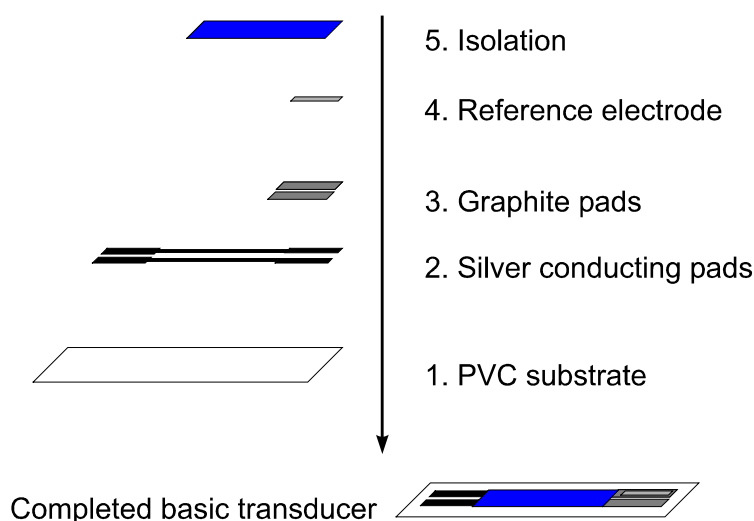 5. Isolation
4. Reference electrode
3. Graphite pads
2. Silver conducting pads
1. PVC substrate
Completed basic transducer